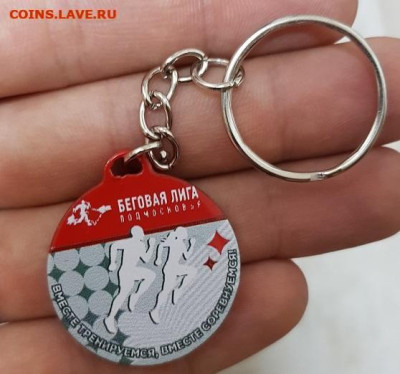 COINS.LAVE.RU
БЕГОВАЯ ЛИГА
ПОДМОСКОВЬЯ
ВМЕСТЕ ТРЕНИРУЕМСЯ, ВМЕСТЕ СОРЕВНУЕМСЯ!